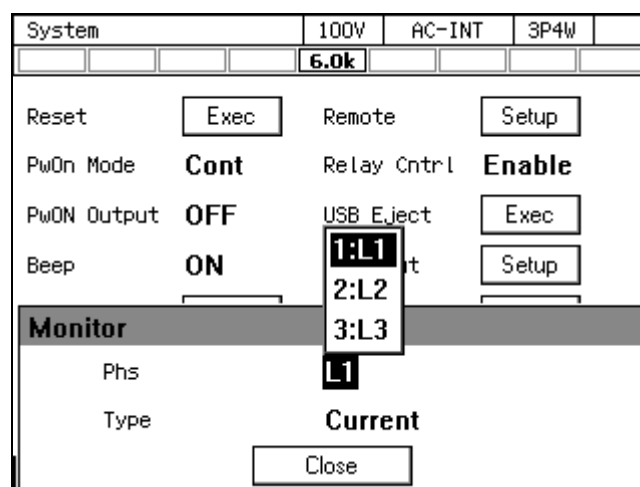 System 100V AC-INT 3P4W
6.0k
Reset Exec Remote Setup
PwOn Mode Cont Relay Cntrl Enable
PwON Output OFF USB Eject Exec
Beep ON t Setup
1:L1
2:L2
3:L3
Monitor
Phs L1
Type Current
Close